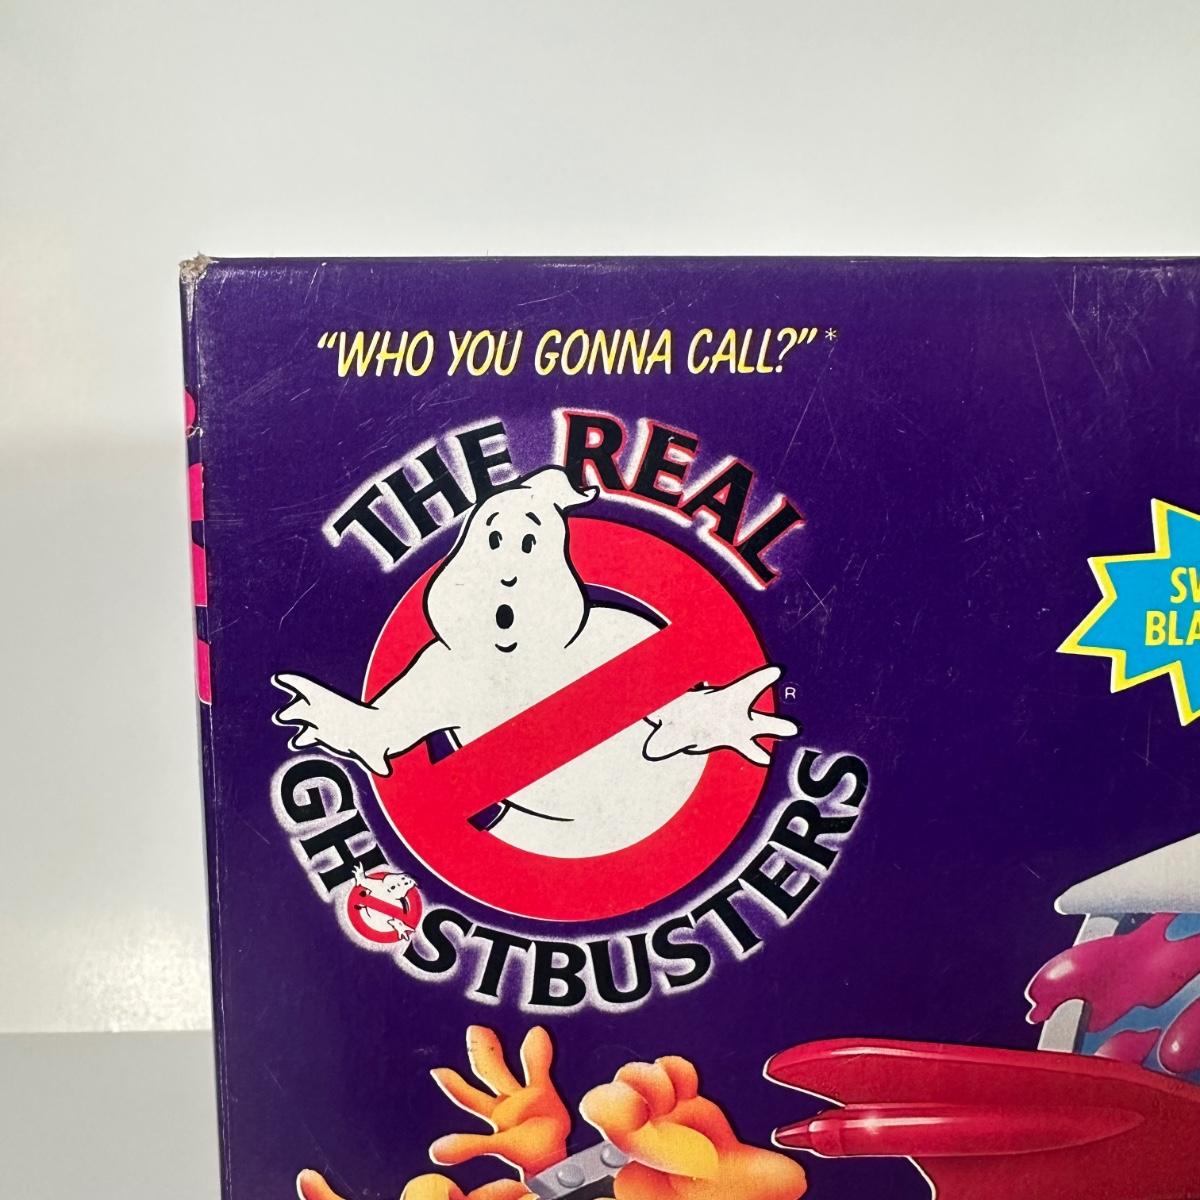 “WHO YOU GONNA CALL?”*
THE REAL
GHOSTBUSTERS
®